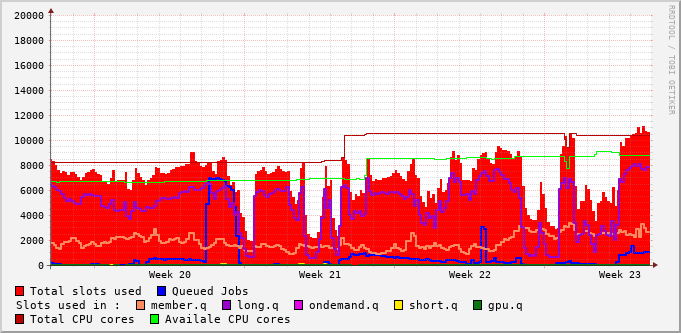 20000
18000
16000
14000
12000
10000
8000
6000
4000
2000
0
Week 20 Week 21 Week 22 Week 23
Total slots used Queued Jobs
Slots used in : member.q long.q ondemand.q short.q gpu.q
Total CPU cores Availale CPU cores
RRDTOOL / TOBI OETIKER